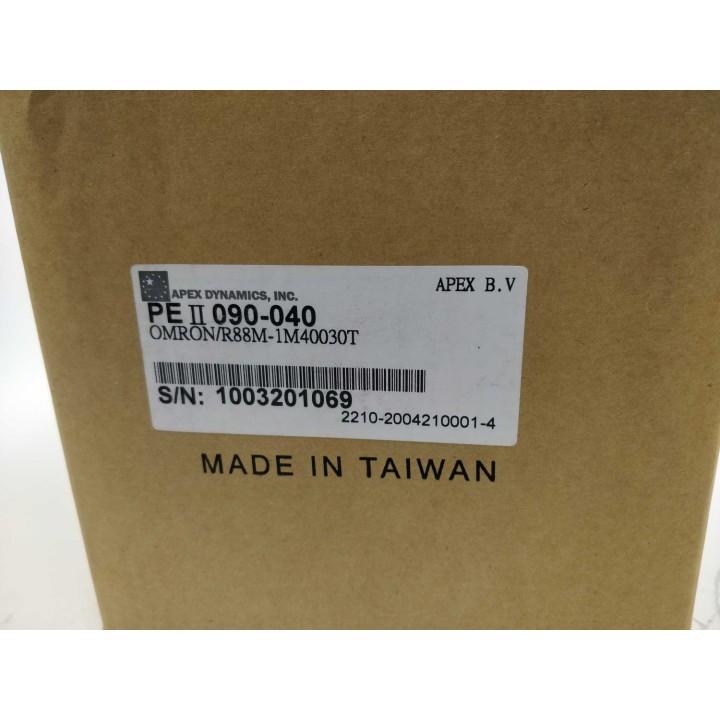 APEX DYNAMICS, INC.
APEX B.V
PE II 090-040
OMRON/R88M-1M40030T
S/N: 1003201069
2210-2004210001-4
MADE IN TAIWAN